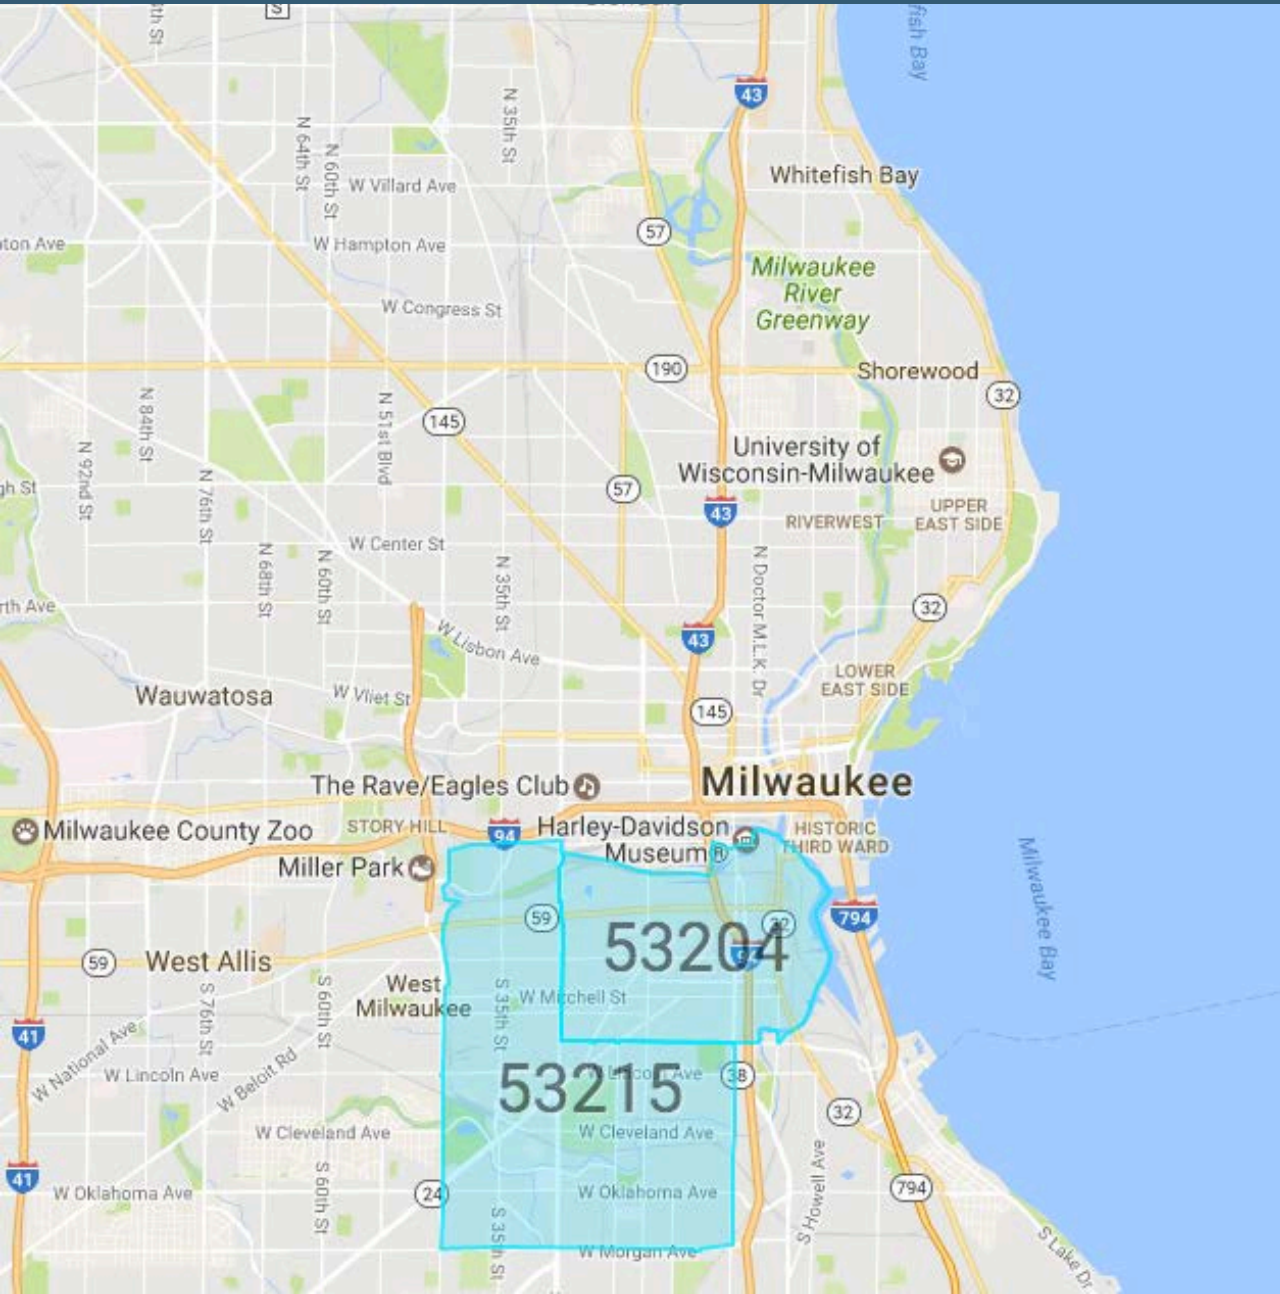 S
43
N 35th St
N 64th St
N 60th St
Whitefish Bay
W Villard Ave
57
W Hampton Ave
Milwaukee
River
Greenway
W Congress St
190
Shorewood
32
N 84th St
N 51st Blvd
145
N 92nd St
University of
Wisconsin-Milwaukee
N 76th St
57
43
RIVERWEST
UPPER
EAST SIDE
W Center St
N 68th St
N 60th St
N 35th St
N Doctor M.L.K. Dr
32
43
W Lisbon Ave
LOWER
EAST SIDE
Wauwatosa
W Vliet St
145
The Rave/Eagles Club
Milwaukee
Milwaukee County Zoo
STORY HILL
94
Harley-Davidson
Museum®
HISTORIC
THIRD WARD
Miller Park
Milwaukee Bay
59
32
794
53204
59
West Allis
West
Milwaukee
S 76th St
S 60th St
S 35th St
W Mitchell St
41
W National Ave
W Lincoln Ave
W Beloit Rd
53215
W Lincoln Ave
38
32
W Cleveland Ave
W Cleveland Ave
41
W Oklahoma Ave
S 60th St
24
W Oklahoma Ave
S Howell Ave
794
S 35th St
W Morgan Ave
S Lake Dr